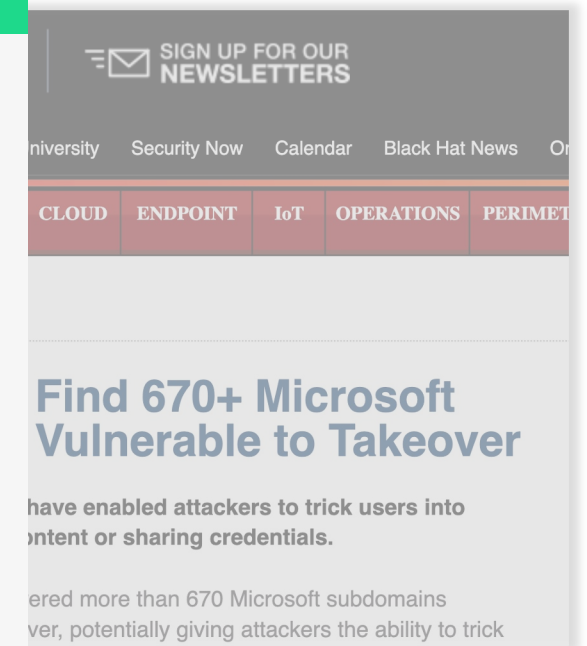 SIGN UP FOR OUR
NEWSLETTERS
niversity Security Now Calendar Black Hat News
CLOUD ENDPOINT IoT OPERATIONS PERIMET
Find 670+ Microsoft
Vulnerable to Takeover
have enabled attackers to trick users into
ontent or sharing credentials.
ered more than 670 Microsoft subdomains
ver, potentially giving attackers the ability to trick